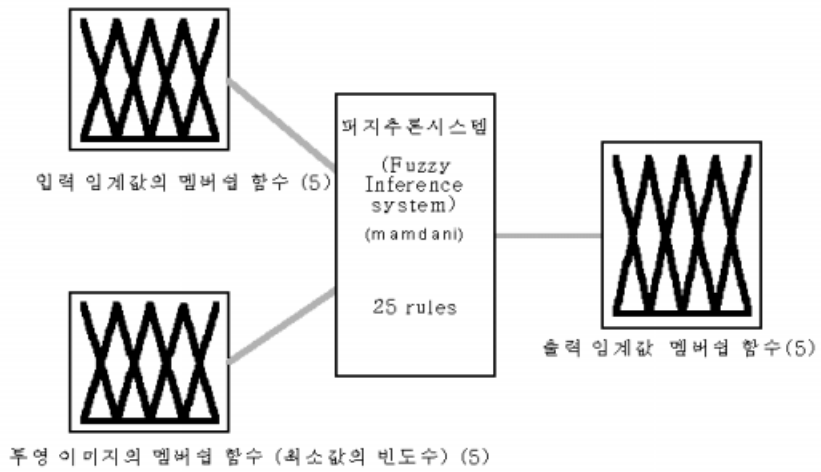 입력 임계값의 멤버쉽 함수 (5)
퍼지추론시스템
(Fuzzy
Inference
system)
(mamdani)
25 rules
출력 임계값 멤버쉽 함수(5)
투영 이미지의 멤버쉽 함수 (최소값의 빈도수) (5)